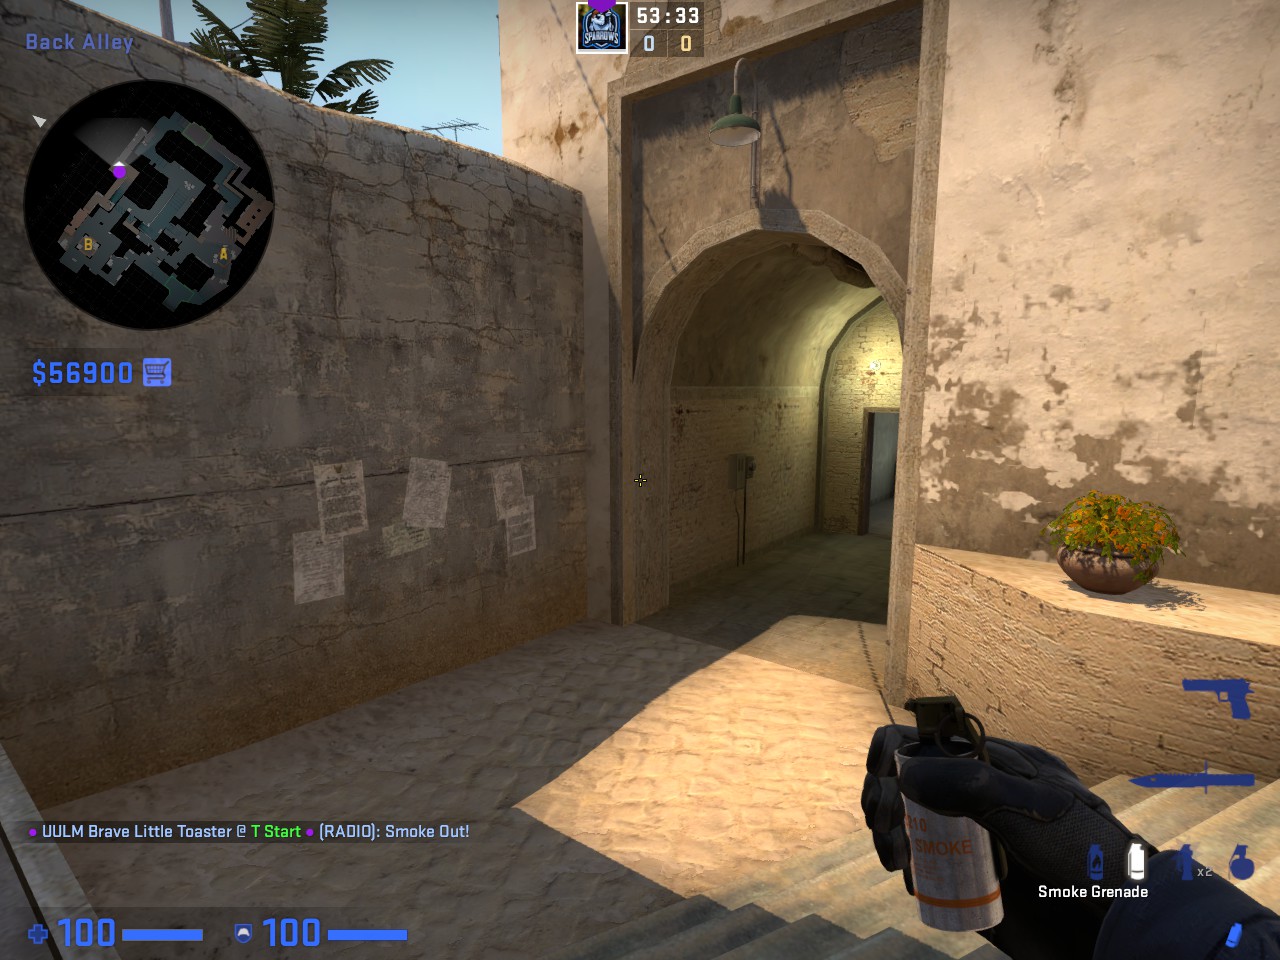 53:33
SPARROWS
0 0
Back Alley
B
A
$56900
● UULM Brave Little Toaster @ T Start ● (RADIO): Smoke Out!
SMOKE
x2
Smoke Grenade
100 100